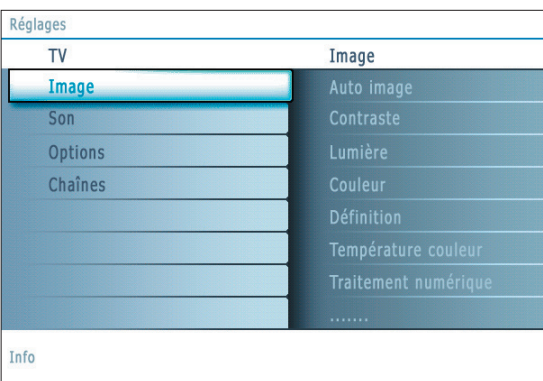 Réglages
TV
Image
Son
Options
Chaînes
Image
Auto image
Contraste
Lumière
Couleur
Définition
Température couleur
Traitement numérique
.......
Info